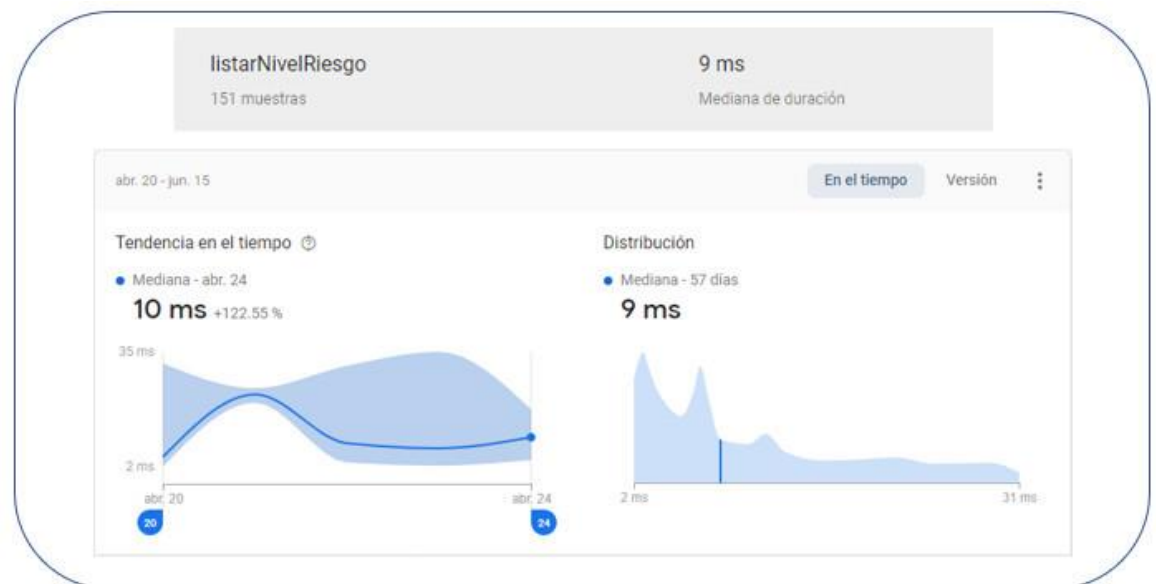 listarNivelRiesgo
9 ms
151 muestras
Mediana de duración
abr. 20 - jun. 15
En el tiempo
Versión
Tendencia en el tiempo
Distribución
Mediana - abr. 24
Mediana - 57 días
10 ms +122.55 %
9 ms
35 ms
2 ms
abr. 20
abr. 24
2 ms
31 ms
20
24